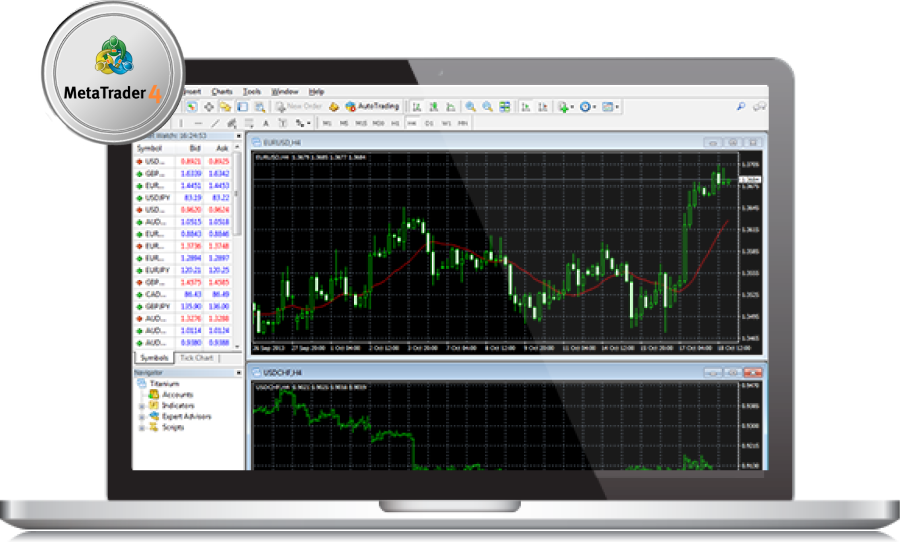 MetaTrader 4
Insert Charts Tools Window Help
New Order AutoTrading
M1 M5 M15 M30 H1 H4 D1 W1 MN
Market Watch: 16:24:53
Symbol Bid Ask
USD... 0.8921 0.8925
GBP... 1.6339 1.6342
EUR... 1.4451 1.4453
USDJPY 83.19 83.22
USD... 0.9620 0.9624
AUD... 1.0515 1.0518
EUR... 0.8843 0.8846
EUR... 1.3736 1.3748
EUR... 1.2894 1.2897
EURJPY 120.21 120.25
GBP... 1.4575 1.4585
CAD... 86.43 86.49
GBPJPY 135.90 136.00
AUD... 1.3276 1.3288
AUD... 1.0114 1.0124
AUD... 0.9380 0.9388
Symbols Tick Chart
Navigator
Titanium
Accounts
Indicators
Expert Advisors
Scripts
EURUSD,H4
EURUSD,H4 1.3679 1.3685 1.3677 1.3684
1.3705
1.3684
1.3675
1.3645
1.3615
1.3585
1.3555
1.3525
1.3495
1.3465
26 Sep 2013 27 Sep 20:00 1 Oct 04:00 2 Oct 12:00 3 Oct 20:00 7 Oct 04:00 8 Oct 12:00 9 Oct 20:00 11 Oct 04:00 14 Oct 12:00 15 Oct 20:00 17 Oct 04:00 18 Oct 12:00
USDCHF,H4
USDCHF,H4 0.9021 0.9021 0.9018 0.9019
0.9470
0.9385
0.9300
0.9215
0.9130